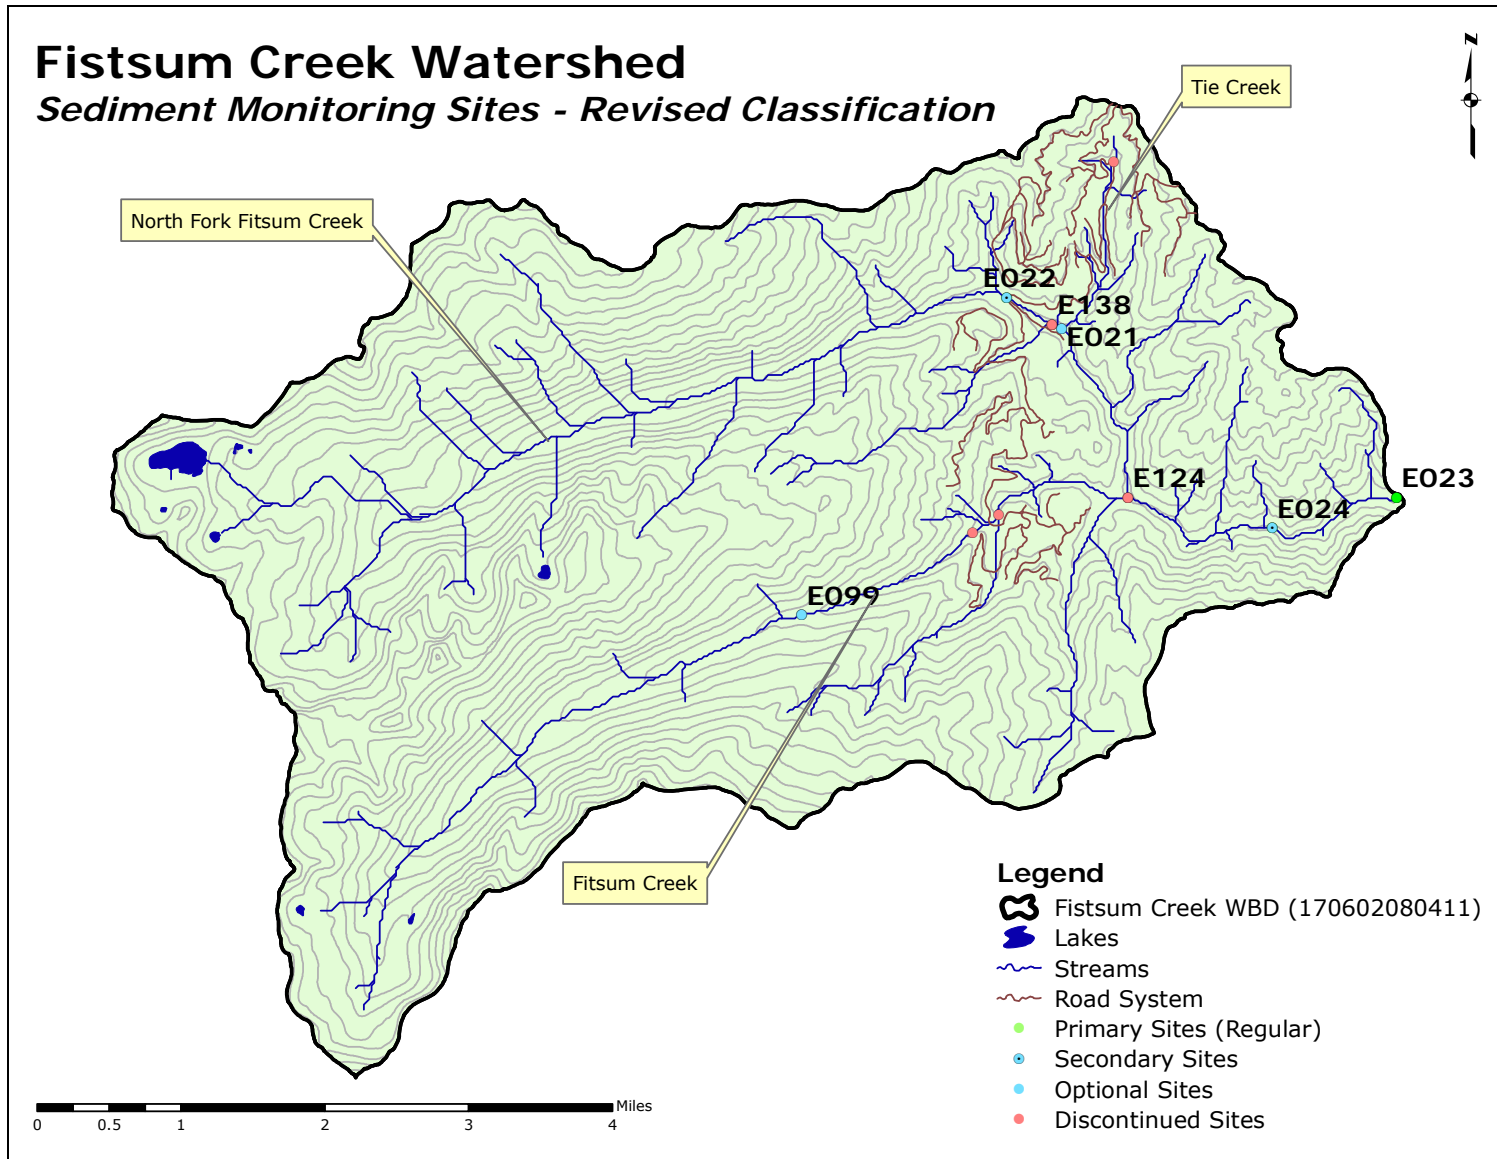 Fistsum Creek Watershed
Sediment Monitoring Sites - Revised Classification
N
Tie Creek
North Fork Fitsum Creek
E022
E138
E021
E124
E023
E024
E099
Fitsum Creek
Legend
Fistsum Creek WBD (170602080411)
Lakes
Streams
Road System
Primary Sites (Regular)
Secondary Sites
Optional Sites
Discontinued Sites
Miles
0 0.5 1 2 3 4